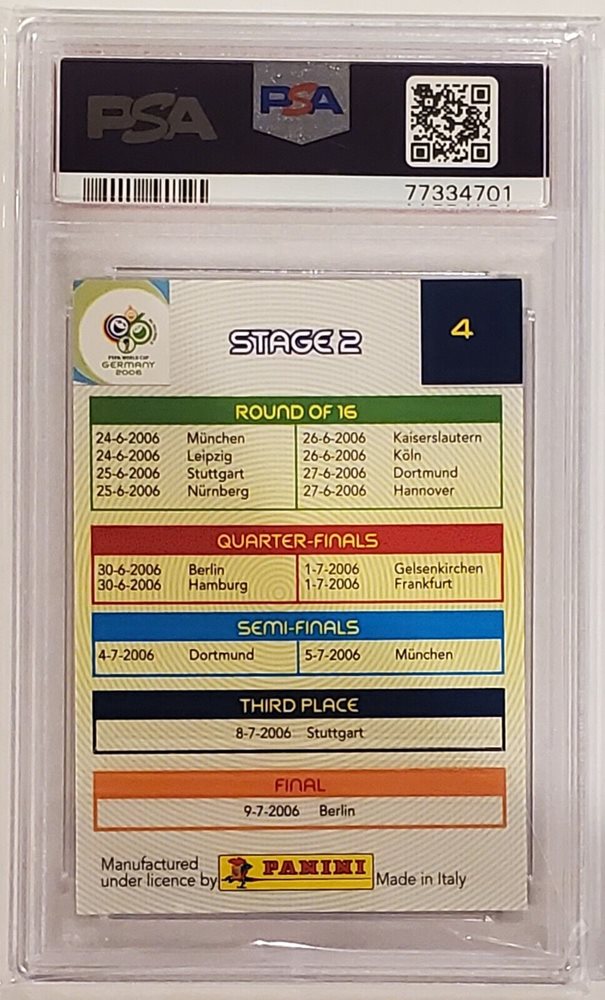 PSA
PSA
77334701
FIFA WORLD CUP
GERMANY
2006
STAGE 2
4
ROUND OF 16
24-6-2006 München 26-6-2006 Kaiserslautern
24-6-2006 Leipzig 26-6-2006 Köln
25-6-2006 Stuttgart 27-6-2006 Dortmund
25-6-2006 Nürnberg 27-6-2006 Hannover
QUARTER-FINALS
30-6-2006 Berlin 1-7-2006 Gelsenkirchen
30-6-2006 Hamburg 1-7-2006 Frankfurt
SEMI-FINALS
4-7-2006 Dortmund 5-7-2006 München
THIRD PLACE
8-7-2006 Stuttgart
FINAL
9-7-2006 Berlin
Manufactured
under licence by PANINI Made in Italy